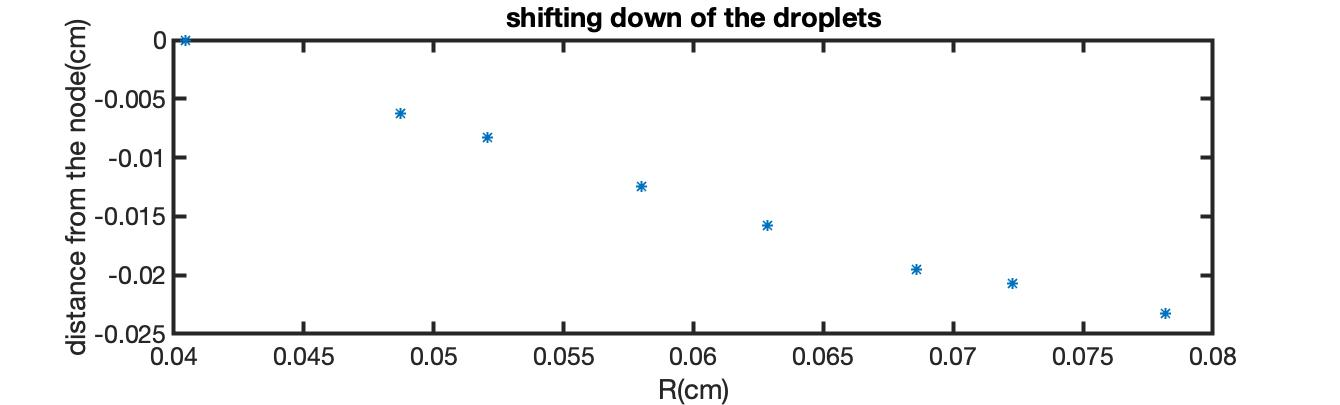 shifting down of the droplets
distance from the node(cm)
0
-0.005
-0.01
-0.015
-0.02
-0.025
0.04 0.045 0.05 0.055 0.06 0.065 0.07 0.075 0.08
R(cm)